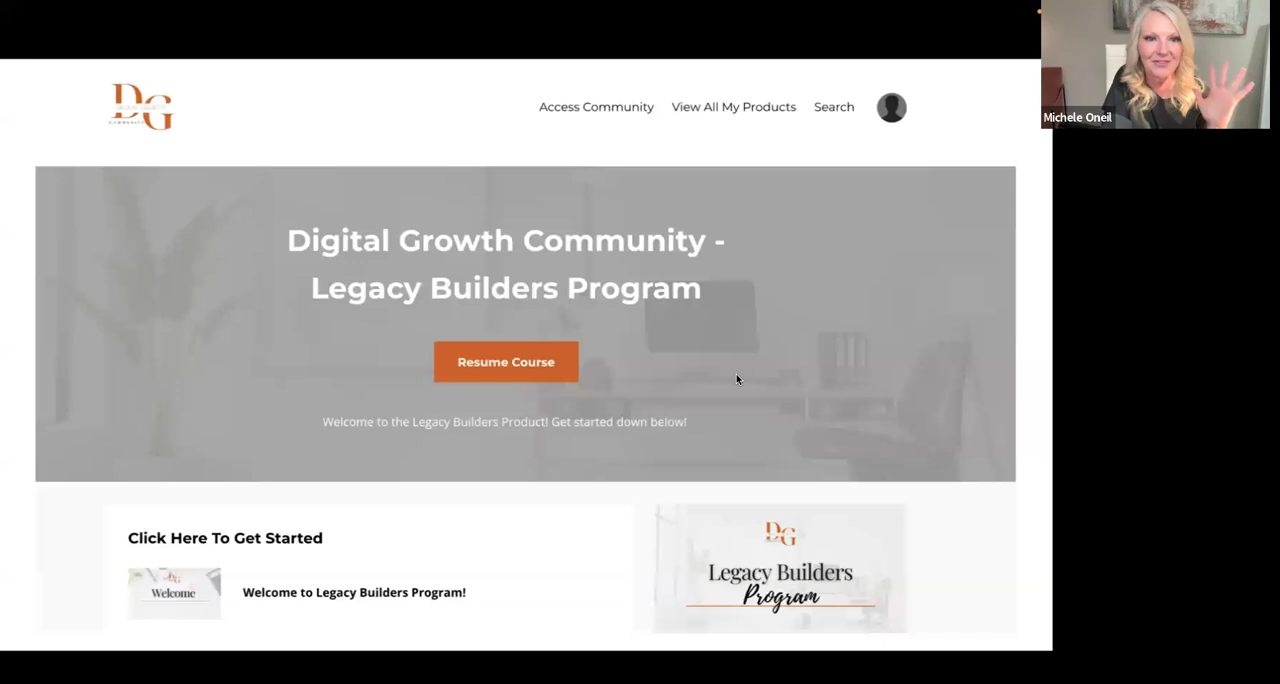 DG
COMMUNITY
Access Community
View All My Products
Search
Michele Oneil
Digital Growth Community -
Legacy Builders Program
Resume Course
Welcome to the Legacy Builders Product! Get started down below!
Click Here To Get Started
DG
Welcome
Welcome to Legacy Builders Program!
DG
Legacy Builders
Program